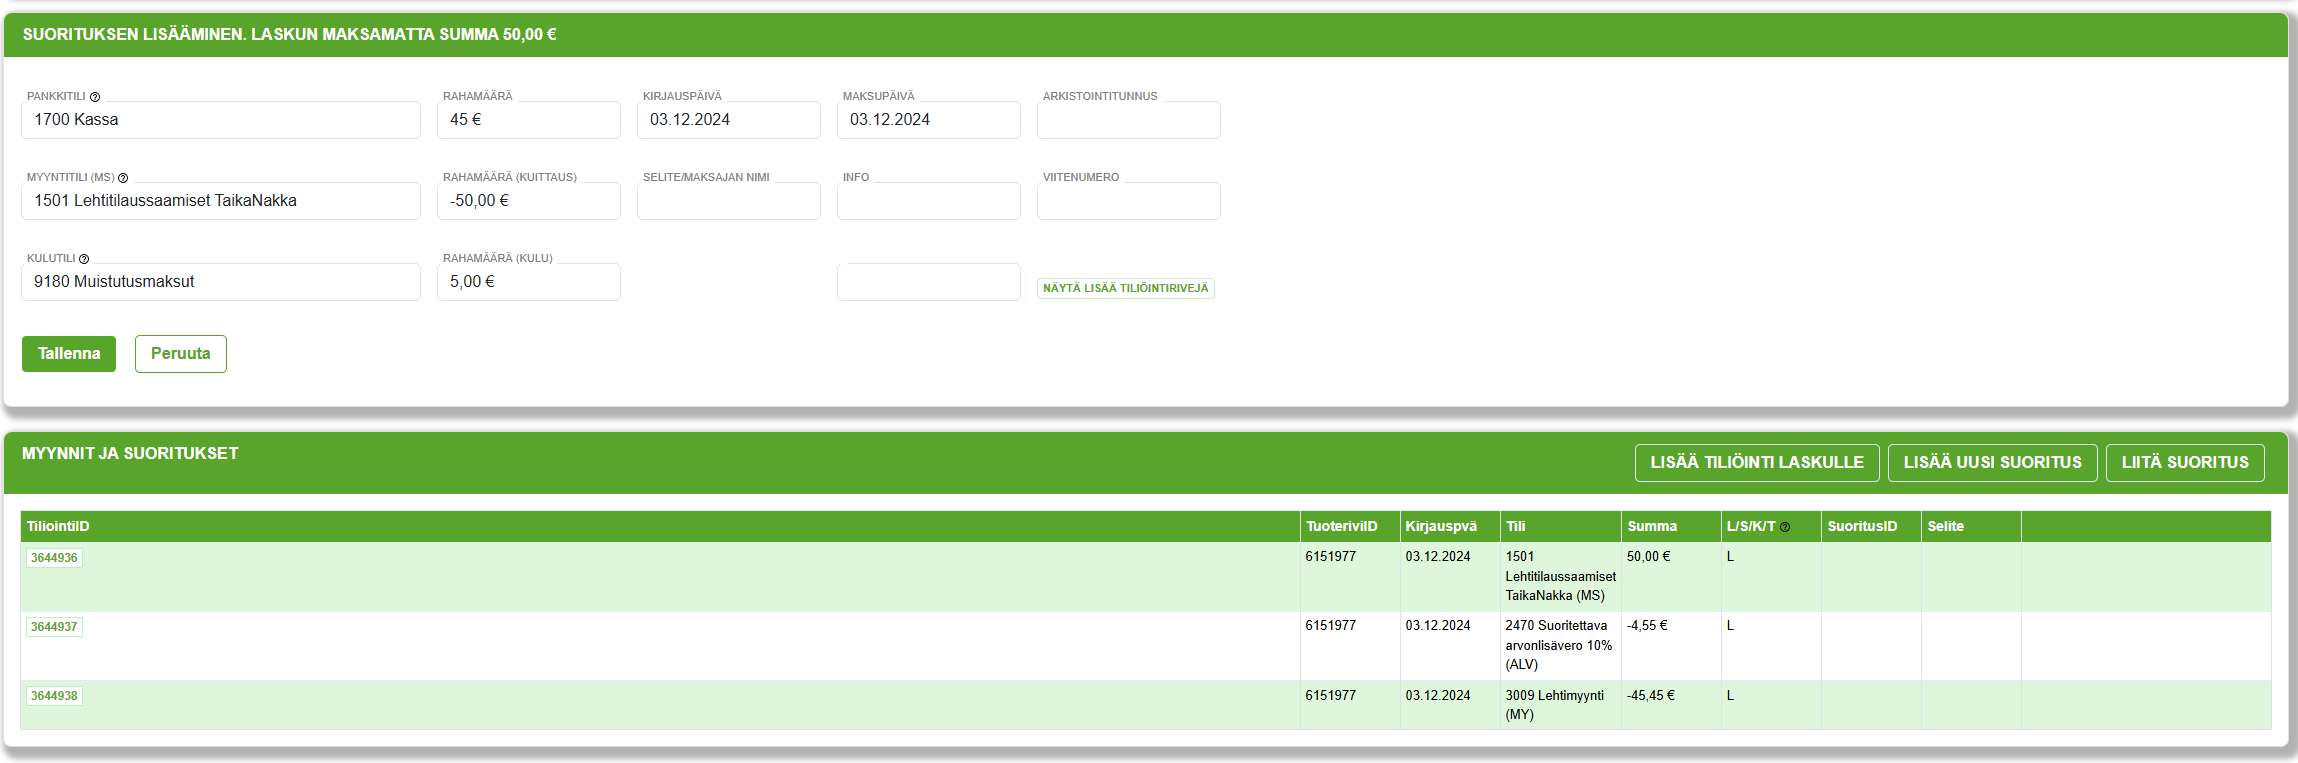 SUORITUKSEN LISÄÄMINEN. LASKUN MAKSAMATTA SUMMA 50,00 €
PANKKITILI RAHAMÄÄRÄ KIRJAUSPÄIVÄ MAKSUPÄIVÄ ARKISTOINTITUNNUS
1700 Kassa 45 € 03.12.2024 03.12.2024
MYYNTITILI (MS) RAHAMÄÄRÄ (KUITTAUS) SELITE/MAKSAJAN NIMI INFO VIITENUMERO
1501 Lehtitilaussaamiset TaikaNakka -50,00 €
KULUTILI RAHAMÄÄRÄ (KULU)
9180 Muistutusmaksut 5,00 €
NÄYTÄ LISÄÄ TILIÖINTIRIVEJÄ
Tallenna Peruuta
MYYNNIT JA SUORITUKSET LISÄÄ TILIÖINTI LASKULLE LISÄÄ UUSI SUORITUS LIITÄ SUORITUS
TiliointiID TuoteriviID Kirjauspvä Tili Summa L/S/K/T SuoritusID Selite
3644936 6151977 03.12.2024 1501 50,00 € L
Lehtitilaussaamiset
TaikaNakka (MS)
3644937 6151977 03.12.2024 2470 Suoritettava -4,55 € L
arvonlisävero 10%
(ALV)
3644938 6151977 03.12.2024 3009 Lehtimyynti -45,45 € L
(MY)